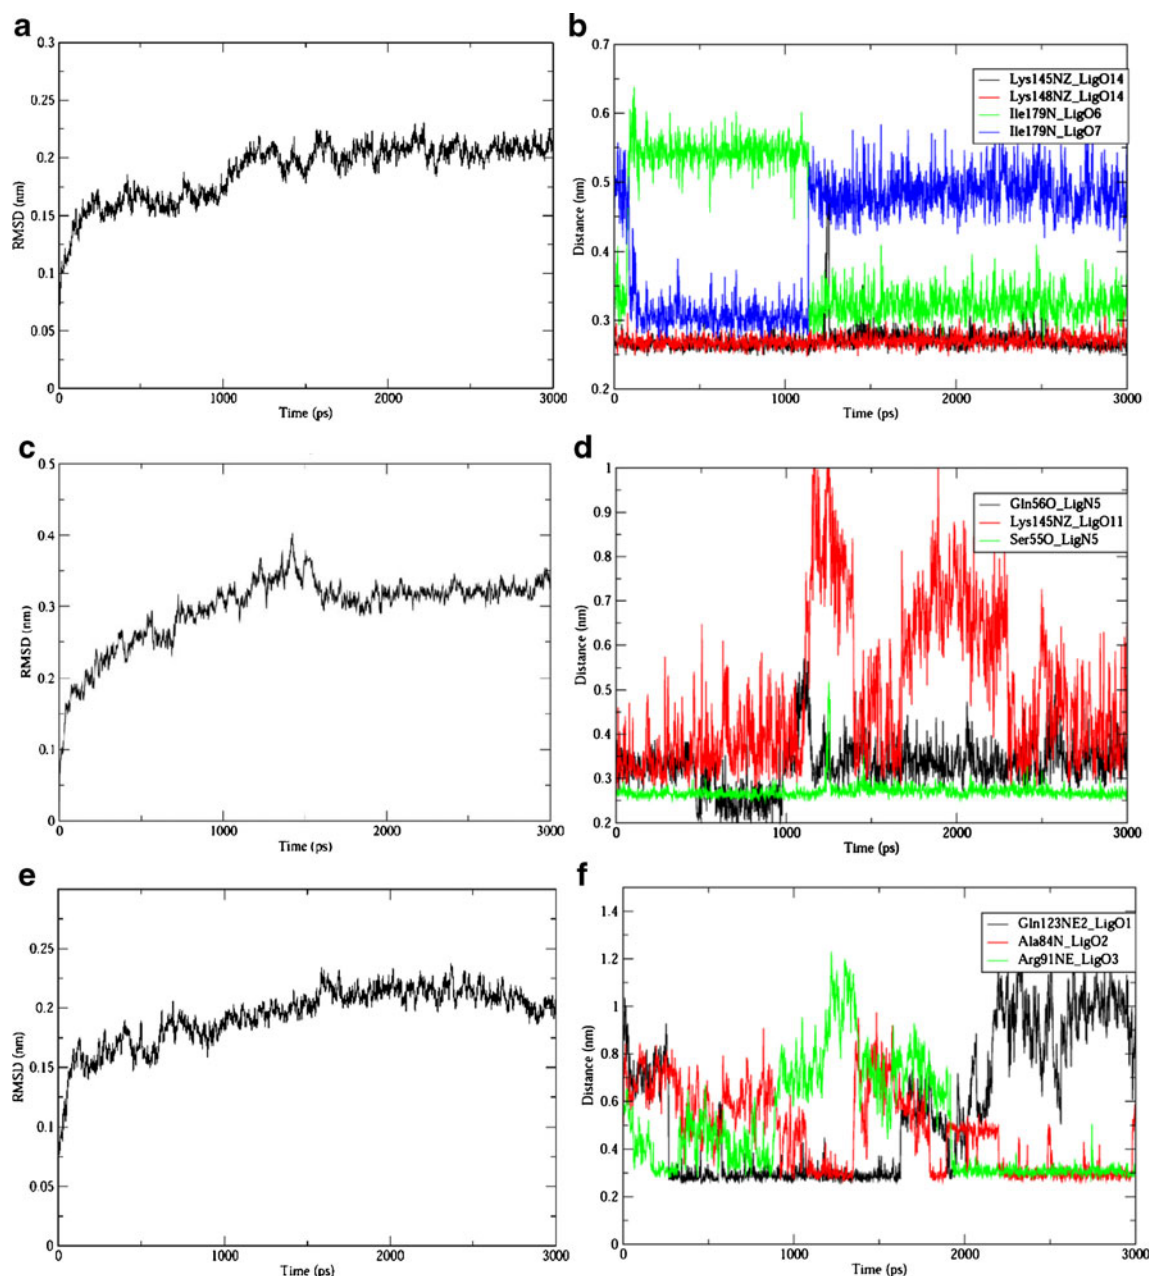 a
0.3
0.25
0.2
0.15
0.1
0.05
0
RMSD (nm)
0 1000 2000 3000
Time (ps)
b
0.7
0.6
0.5
0.4
0.3
0.2
Distance (nm)
Lys145NZ_LigO14
Lys148NZ_LigO14
Ile179N_LigO6
Ile179N_LigO7
0 1000 2000 3000
Time (ps)
c
0.5
0.4
0.3
0.2
0.1
0
RMSD (nm)
0 1000 2000 3000
Time (ps)
d
1
0.9
0.8
0.7
0.6
0.5
0.4
0.3
0.2
Distance (nm)
Gln56O_LigN5
Lys145NZ_LigO11
Ser55O_LigN5
0 1000 2000 3000
Time (ps)
e
0.25
0.2
0.15
0.1
0.05
0
RMSD (nm)
0 1000 2000 3000
Time (ps)
f
1.4
1.2
1
0.8
0.6
0.4
0.2
0
Distance (nm)
Gln123NE2_LigO1
Ala84N_LigO2
Arg91NE_LigO3
0 1000 2000 3000
Time (ps)